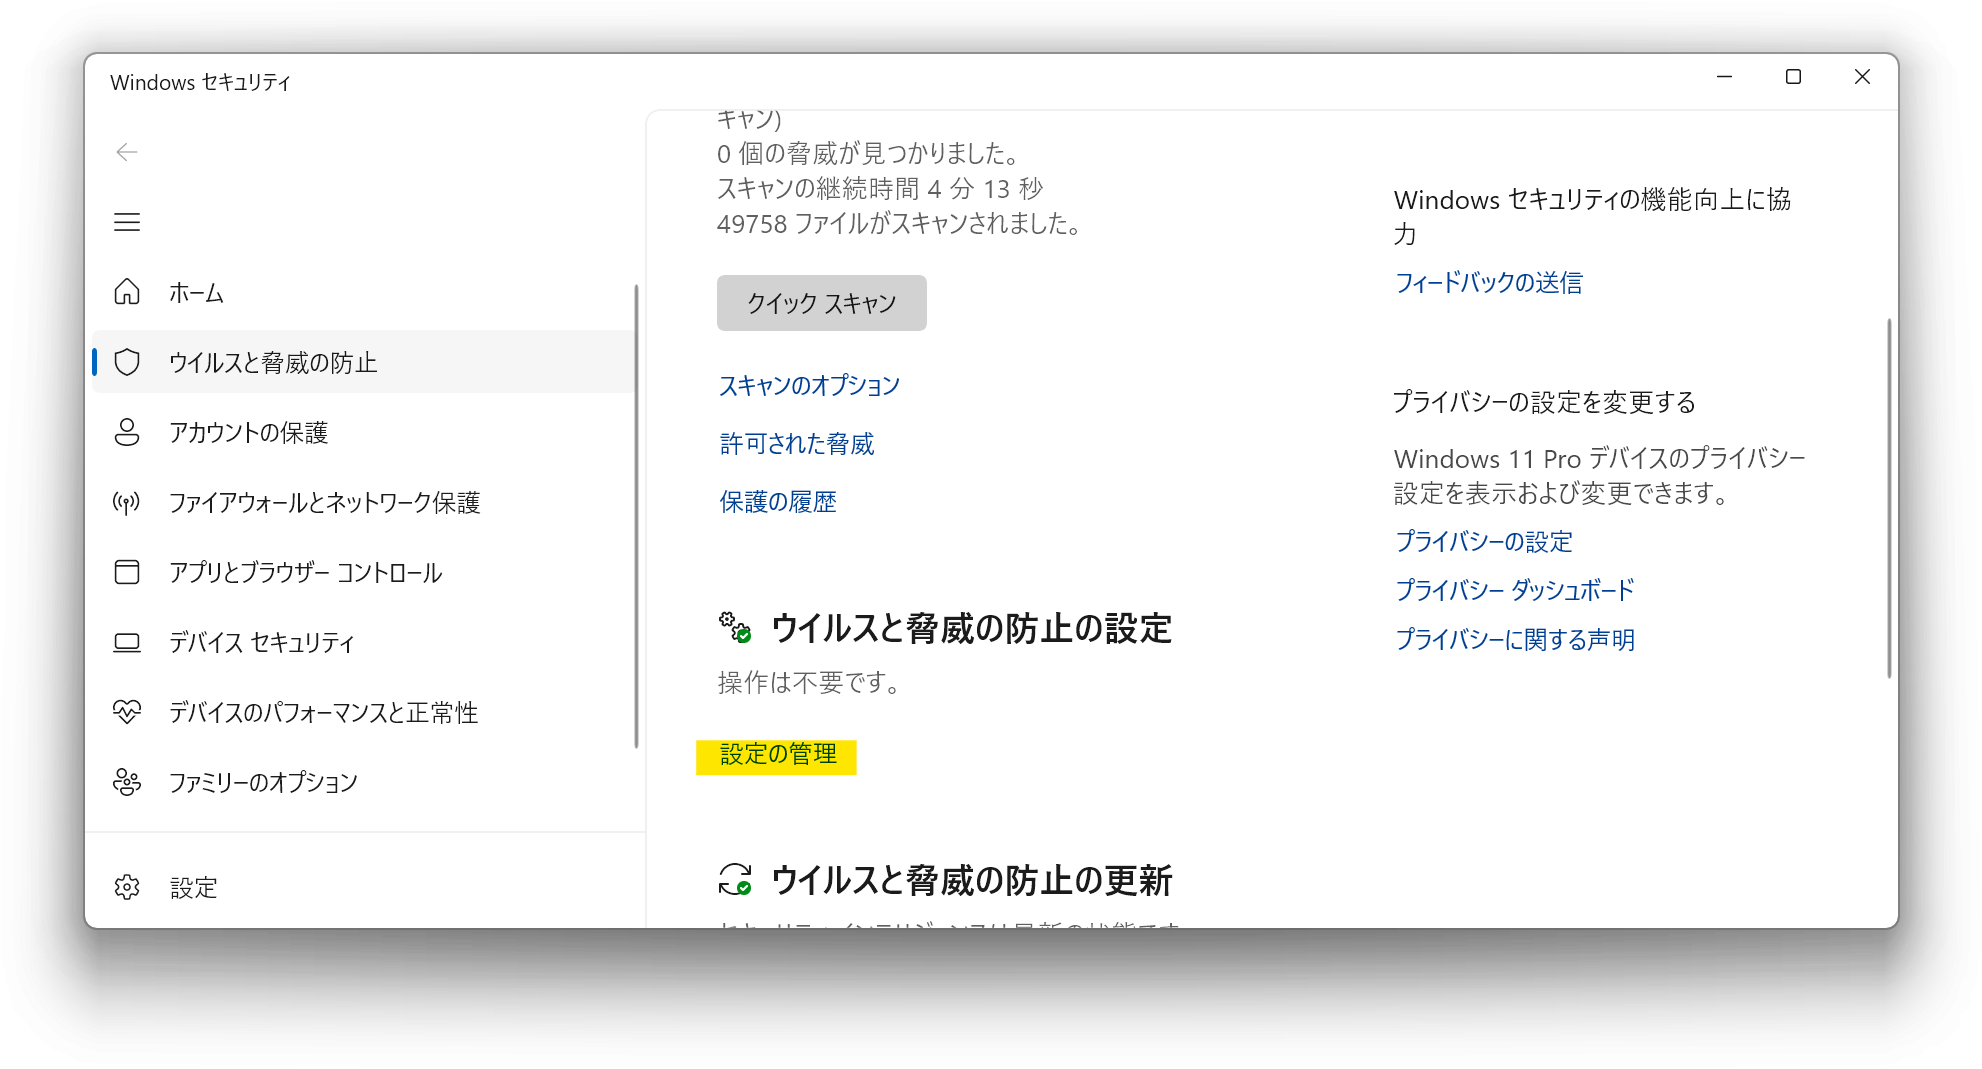 Windows セキュリティ
ホーム
ウイルスと脅威の防止
アカウントの保護
ファイアウォールとネットワーク保護
アプリとブラウザー コントロール
デバイス セキュリティ
デバイスのパフォーマンスと正常性
ファミリーのオプション
設定
キャン)
0 個の脅威が見つかりました。
スキャンの継続時間 4 分 13 秒
49758 ファイルがスキャンされました。
クイック スキャン
スキャンのオプション
許可された脅威
保護の履歴
ウイルスと脅威の防止の設定
操作は不要です。
設定の管理
ウイルスと脅威の防止の更新
Windows セキュリティの機能向上に協
力
フィードバックの送信
プライバシーの設定を変更する
Windows 11 Pro デバイスのプライバシー
設定を表示および変更できます。
プライバシーの設定
プライバシー ダッシュボード
プライバシーに関する声明